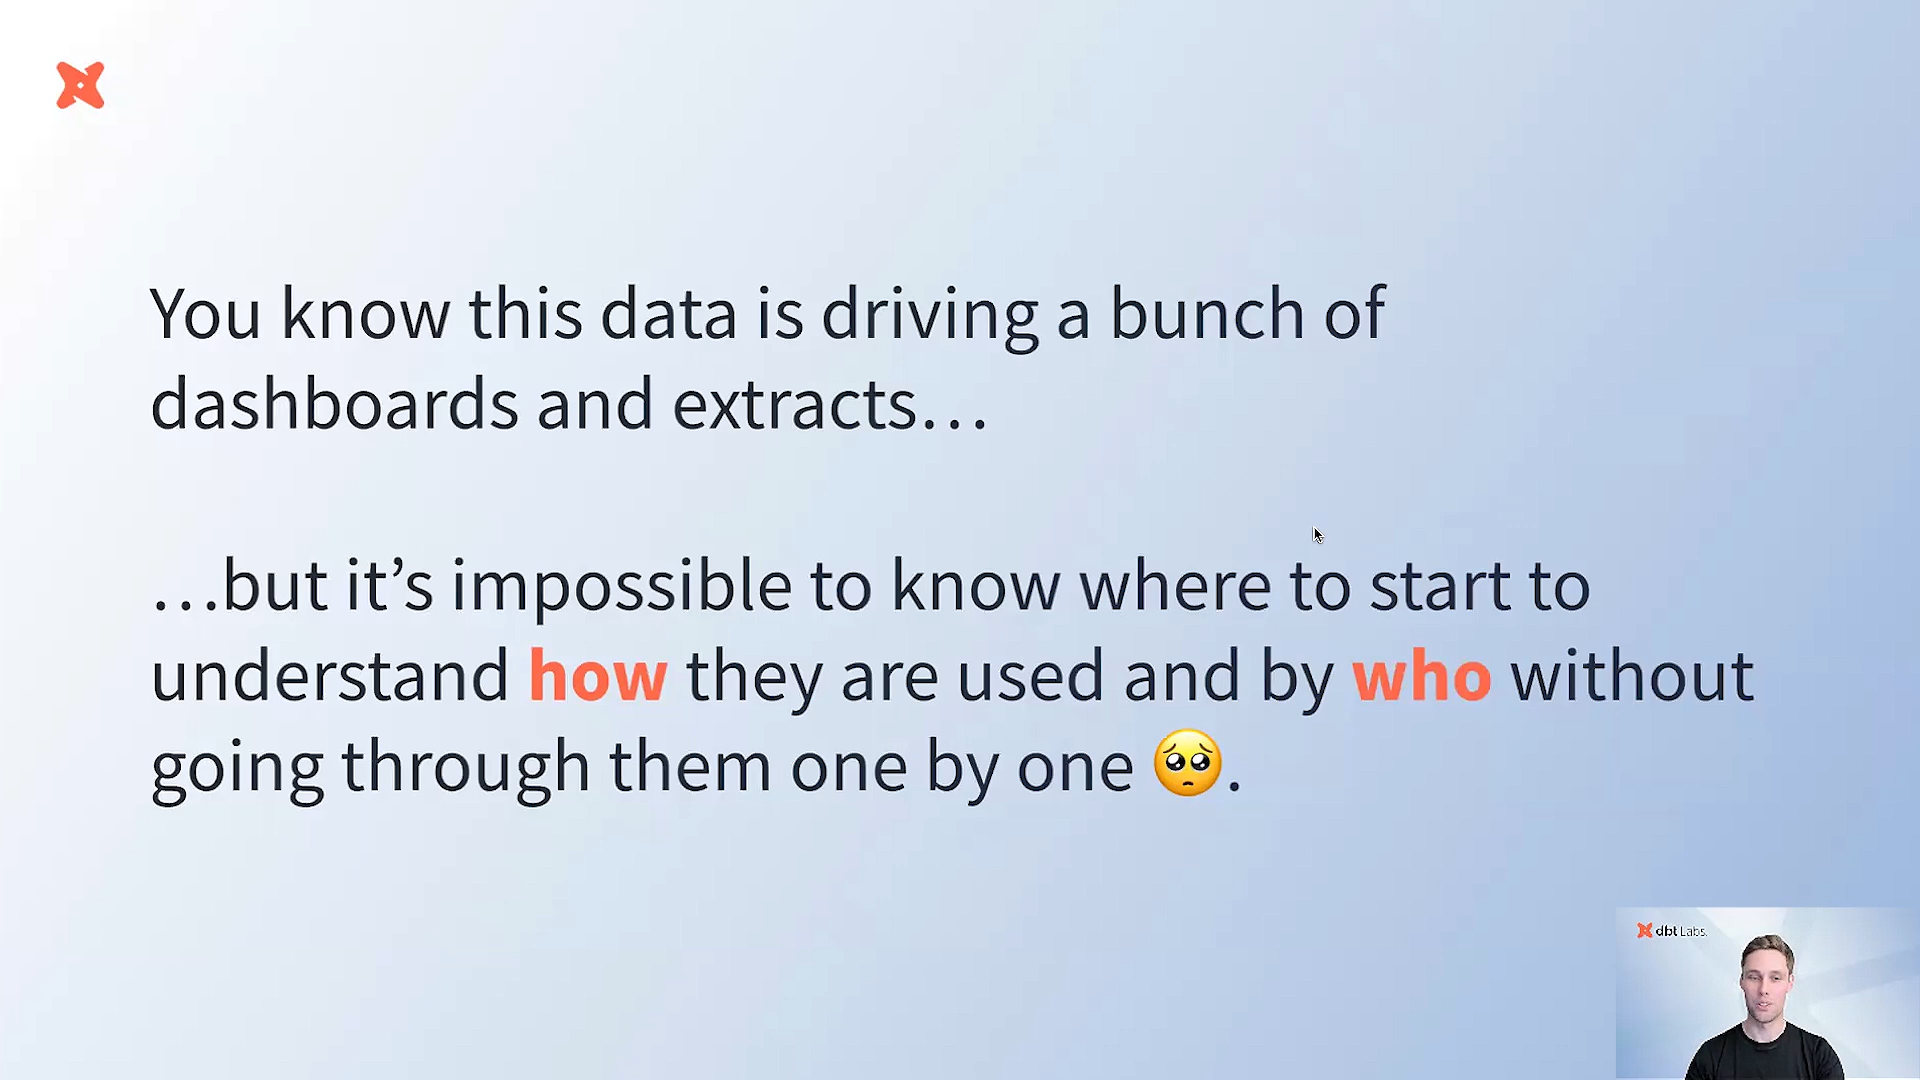 You know this data is driving a bunch of
dashboards and extracts…
…but it’s impossible to know where to start to
understand how they are used and by who without
going through them one by one 🥺.
dbt Labs.